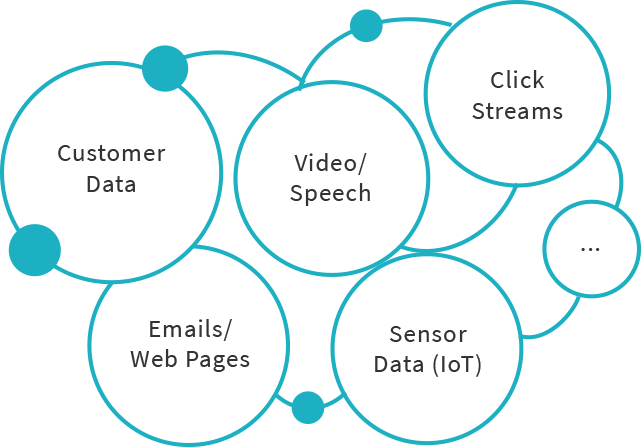 Click
Streams
Customer
Data
Video/
Speech
...
Emails/
Web Pages
Sensor
Data (IoT)